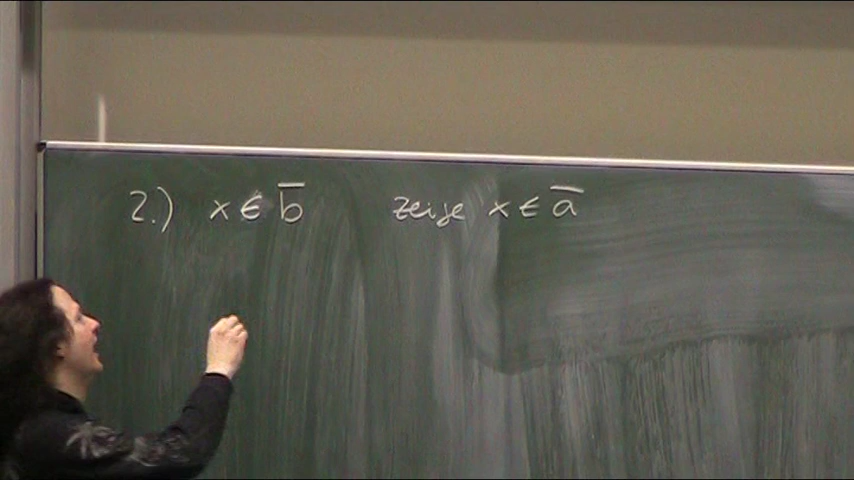 2.) x ∈ b̅ zeige x ∈ a̅